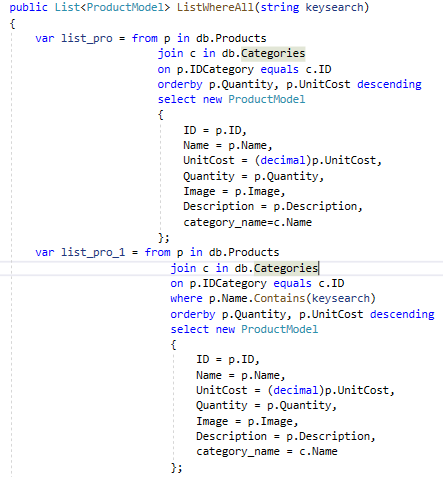 public List<ProductModel> ListWhereAll(string keysearch)
{
var list_pro = from p in db.Products
join c in db.Categories
on p.IDCategory equals c.ID
orderby p.Quantity, p.UnitCost descending
select new ProductModel
{
ID = p.ID,
Name = p.Name,
UnitCost = (decimal)p.UnitCost,
Quantity = p.Quantity,
Image = p.Image,
Description = p.Description,
category_name=c.Name
};
var list_pro_1 = from p in db.Products
join c in db.Categories
on p.IDCategory equals c.ID
where p.Name.Contains(keysearch)
orderby p.Quantity, p.UnitCost descending
select new ProductModel
{
ID = p.ID,
Name = p.Name,
UnitCost = (decimal)p.UnitCost,
Quantity = p.Quantity,
Image = p.Image,
Description = p.Description,
category_name = c.Name
};